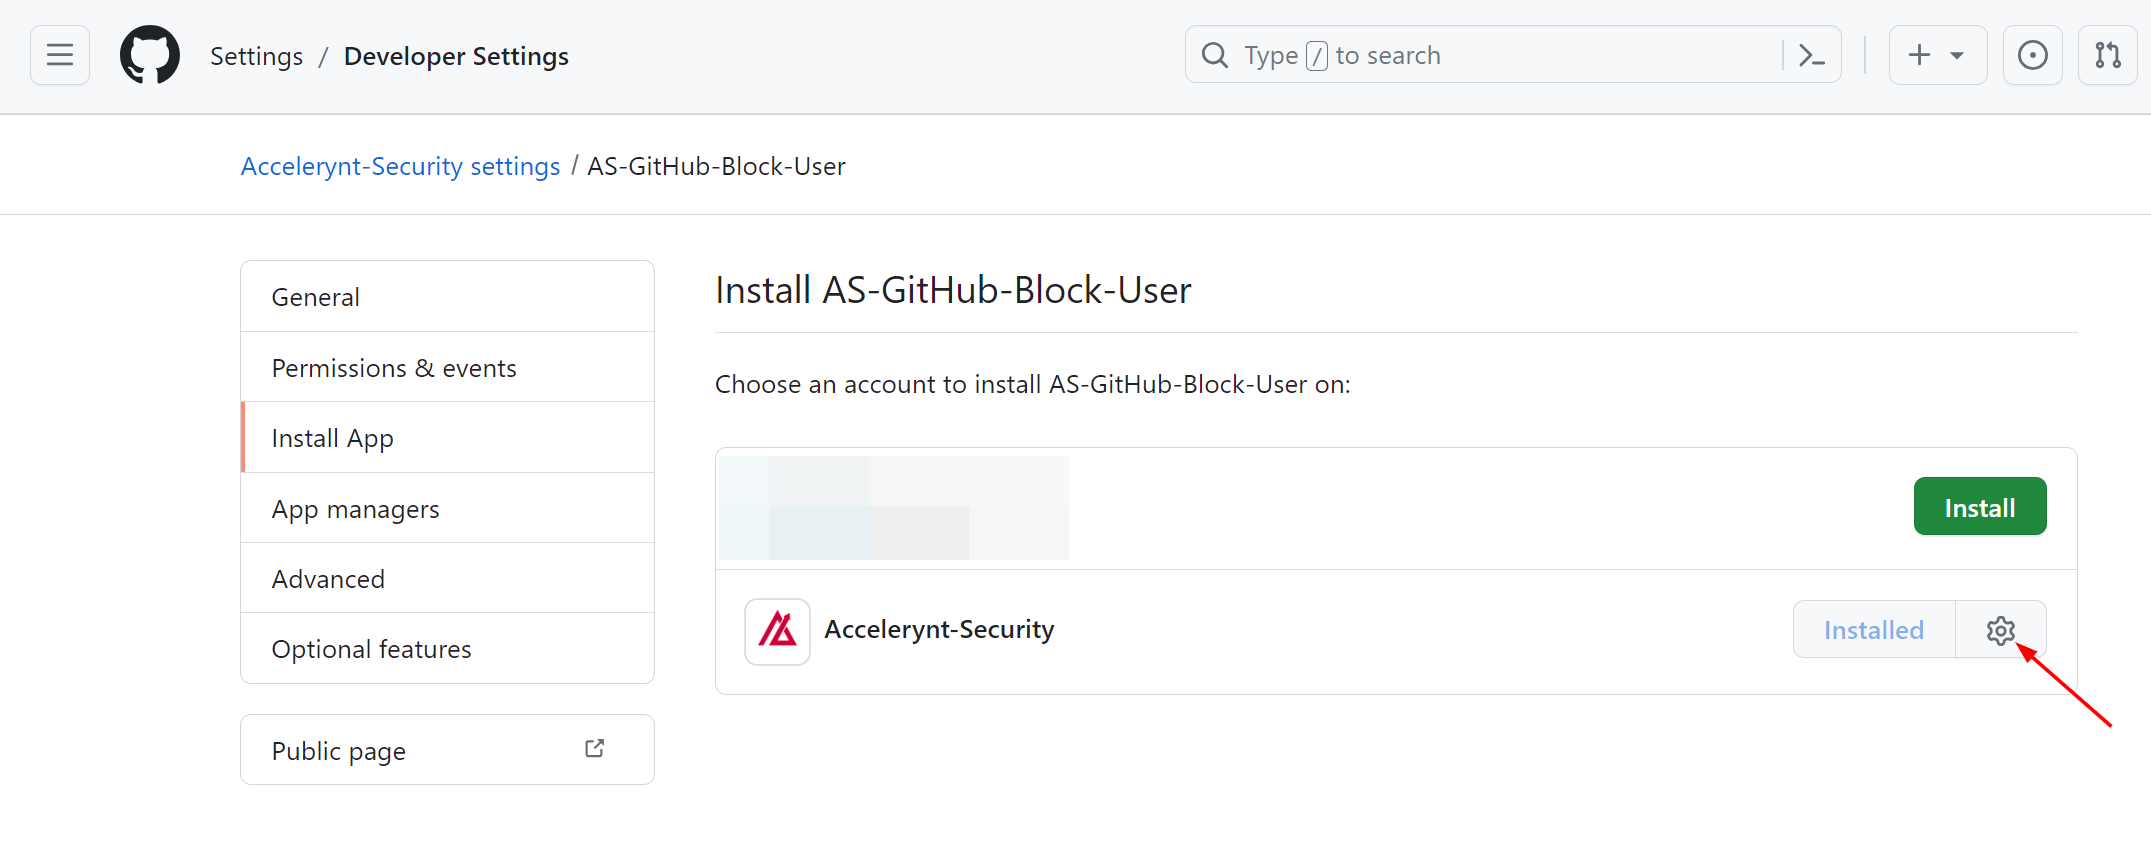 Settings / Developer Settings
Type / to search
Accelerynt-Security settings / AS-GitHub-Block-User
General
Permissions & events
Install App
App managers
Advanced
Optional features
Public page
Install AS-GitHub-Block-User
Choose an account to install AS-GitHub-Block-User on:
Install
Accelerynt-Security
Installed